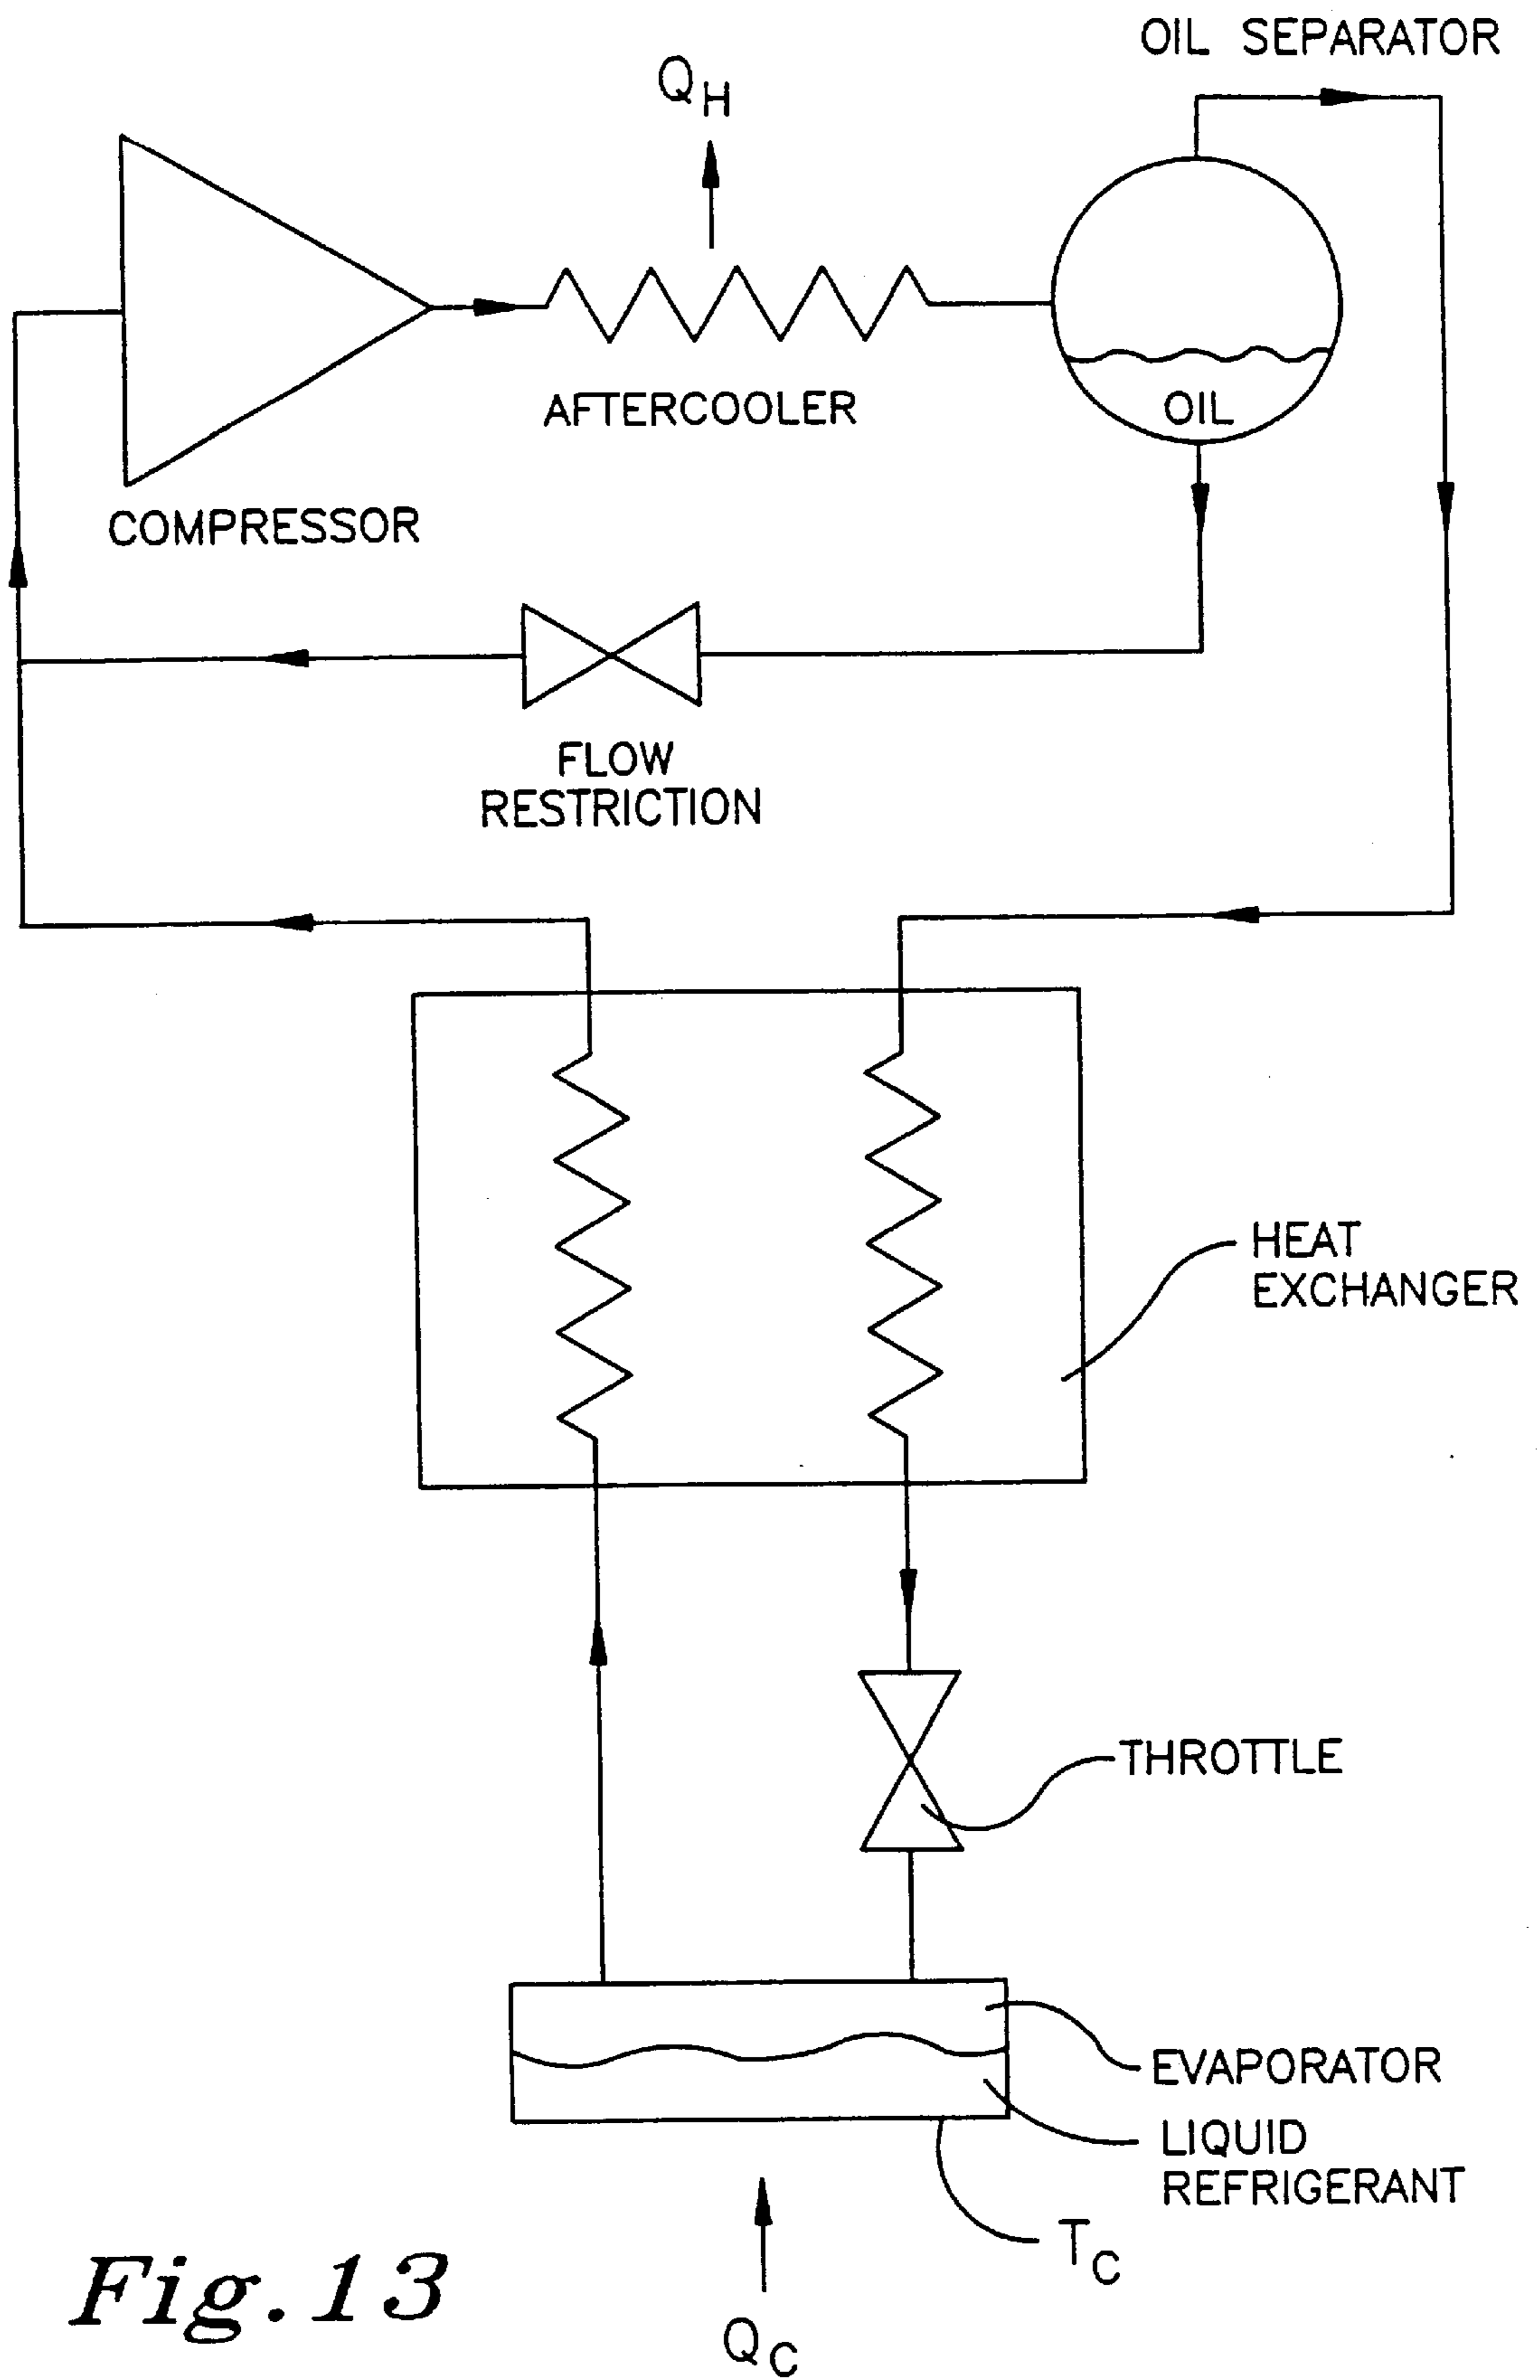 OIL SEPARATOR
QH
AFTERCOOLER
OIL
COMPRESSOR
FLOW
RESTRICTION
HEAT
EXCHANGER
THROTTLE
EVAPORATOR
LIQUID
REFRIGERANT
TC
QC
Fig. 13